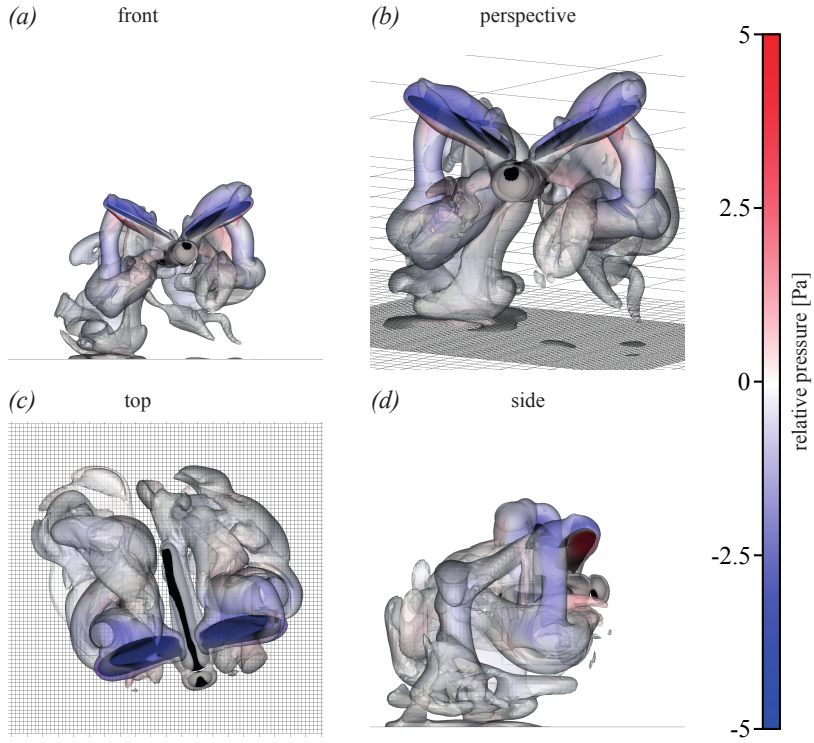 (a) front
(b) perspective
(c) top
(d) side
5
2.5
0
-2.5
-5
relative pressure [Pa]